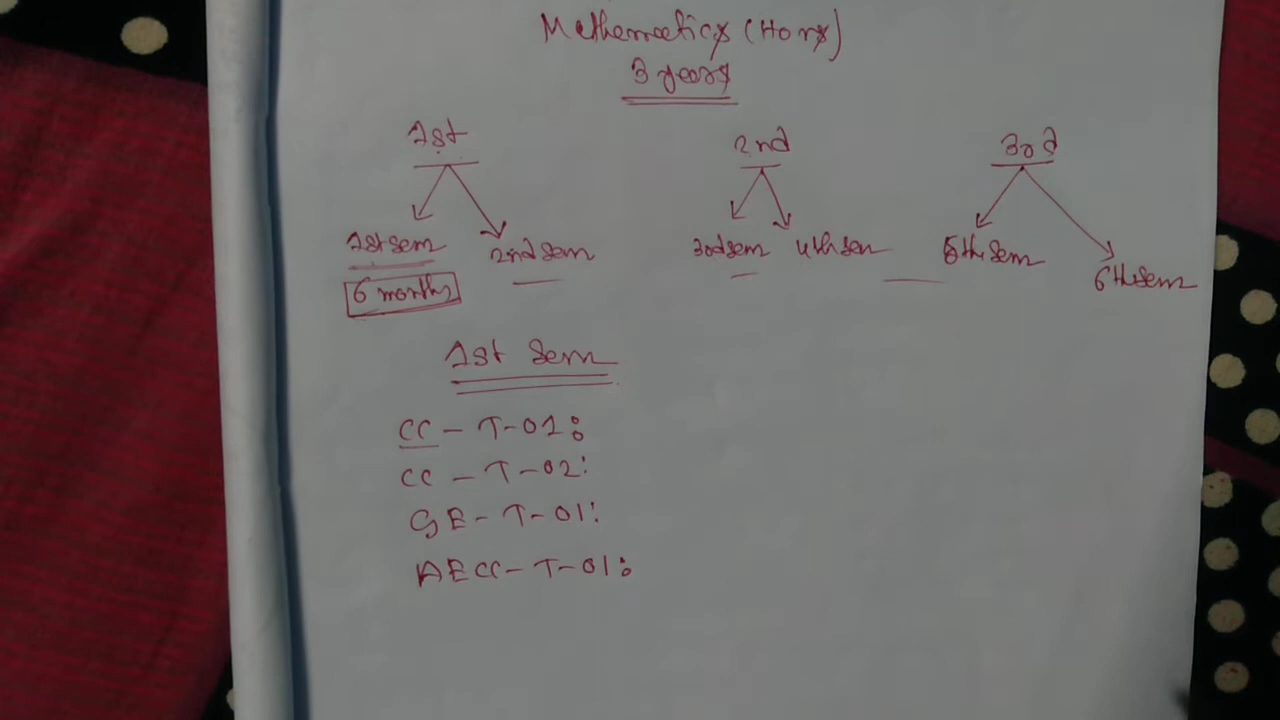 Mathematics (Hons)
3 years
1st 2nd 3rd
1st sem 2nd sem 3rd sem 4th sem 5th sem 6th sem
6 months
1st Sem
CC - T - 01:
CC - T - 02:
GE - T - 01:
AECC - T - 01: